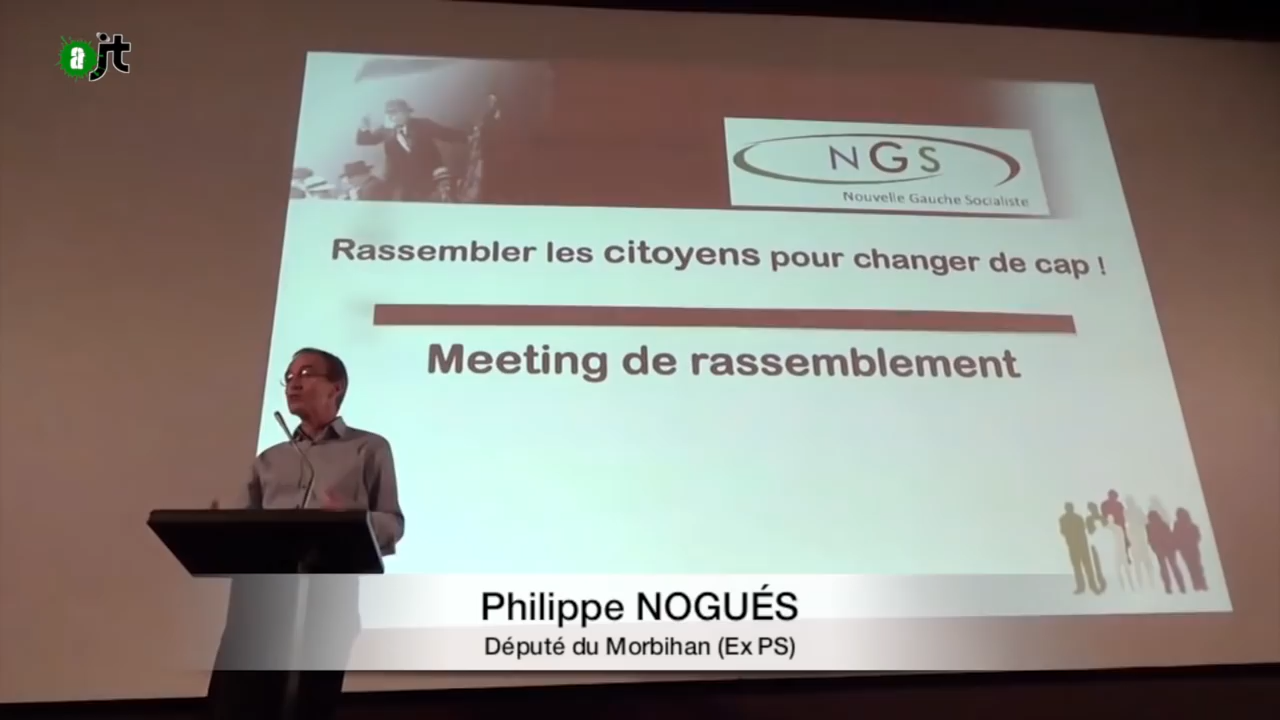 ajt
NGS
Nouvelle Gauche Socialiste
Rassembler les citoyens pour changer de cap !
Meeting de rassemblement
Philippe NOGUÉS
Député du Morbihan (Ex PS)